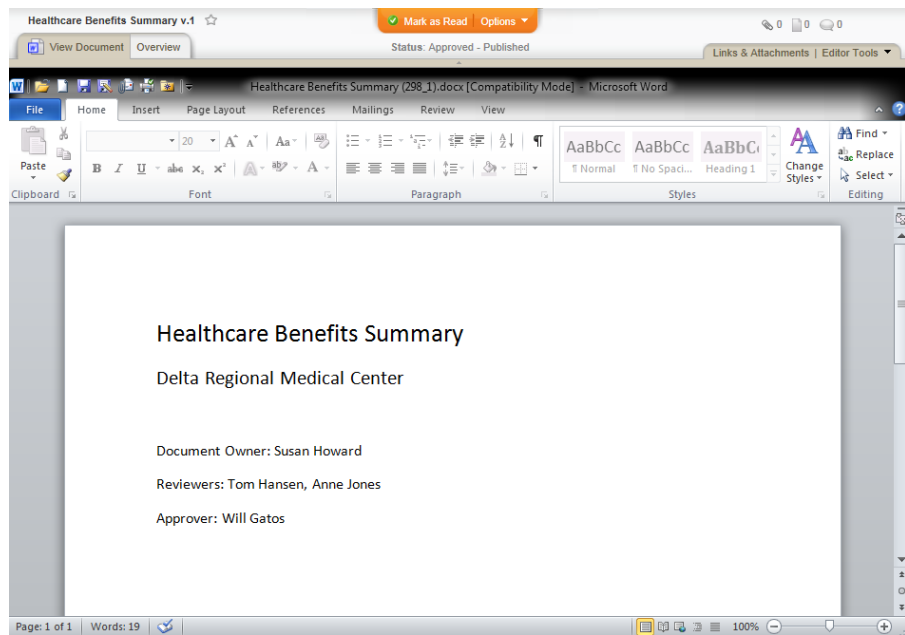 Healthcare Benefits Summary v.1
Mark as Read Options
0 0 0
View Document Overview
Status: Approved - Published
Links & Attachments | Editor Tools
Healthcare Benefits Summary (298_1).docx [Compatibility Mode] - Microsoft Word
File Home Insert Page Layout References Mailings Review View
Paste
20 A A Aa
B I U abc x₂ x² A aby A
AaBbCc AaBbCc AaBbC
¶ Normal ¶ No Spaci... Heading 1
Change Styles
Find
Replace
Select
Clipboard Font Paragraph Styles Editing
Healthcare Benefits Summary
Delta Regional Medical Center
Document Owner: Susan Howard
Reviewers: Tom Hansen, Anne Jones
Approver: Will Gatos
Page: 1 of 1 Words: 19 100%